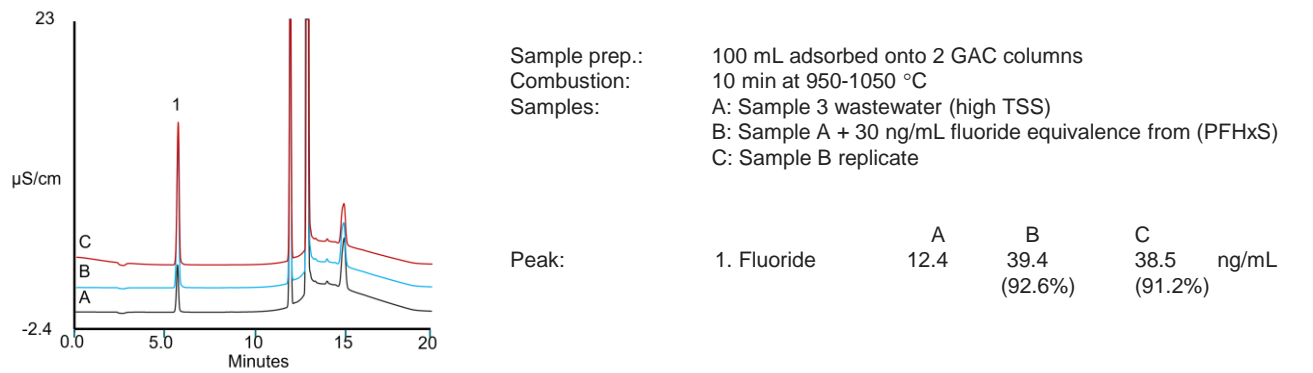 23
1
µS/cm
C
B
A
-2.4
0.0 5.0 10 15 20
Minutes
Sample prep.: 100 mL adsorbed onto 2 GAC columns
Combustion: 10 min at 950-1050 °C
Samples: A: Sample 3 wastewater (high TSS)
B: Sample A + 30 ng/mL fluoride equivalence from (PFHxS)
C: Sample B replicate
A B C
Peak: 1. Fluoride 12.4 39.4 38.5 ng/mL
(92.6%) (91.2%)